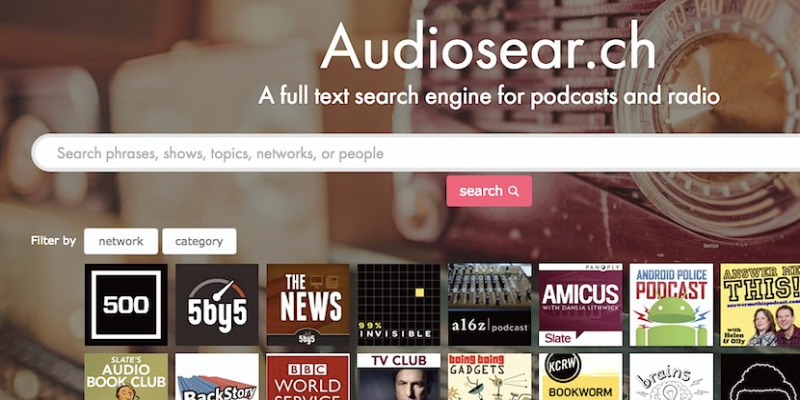 Audiosear.ch
A full text search engine for podcasts and radio
Search phrases, shows, topics, networks, or people
search
Filter by
network
category
500
5by5
THE
NEWS
5by5
99%
INVISIBLE
a16z podcast
PANOPLY
AMICUS
WITH DAHLIA LITHWICK
Slate
ANDROID POLICE
PODCAST
ANSWER ME
THIS!
answermethispodcast.com
with
Helen
& Olly
SLATE'S
AUDIO
BOOK CLUB
BackStory
BBC
WORLD
SERVICE
TV CLUB
boing boing
GADGETS
KCRW
BOOKWORM
brains